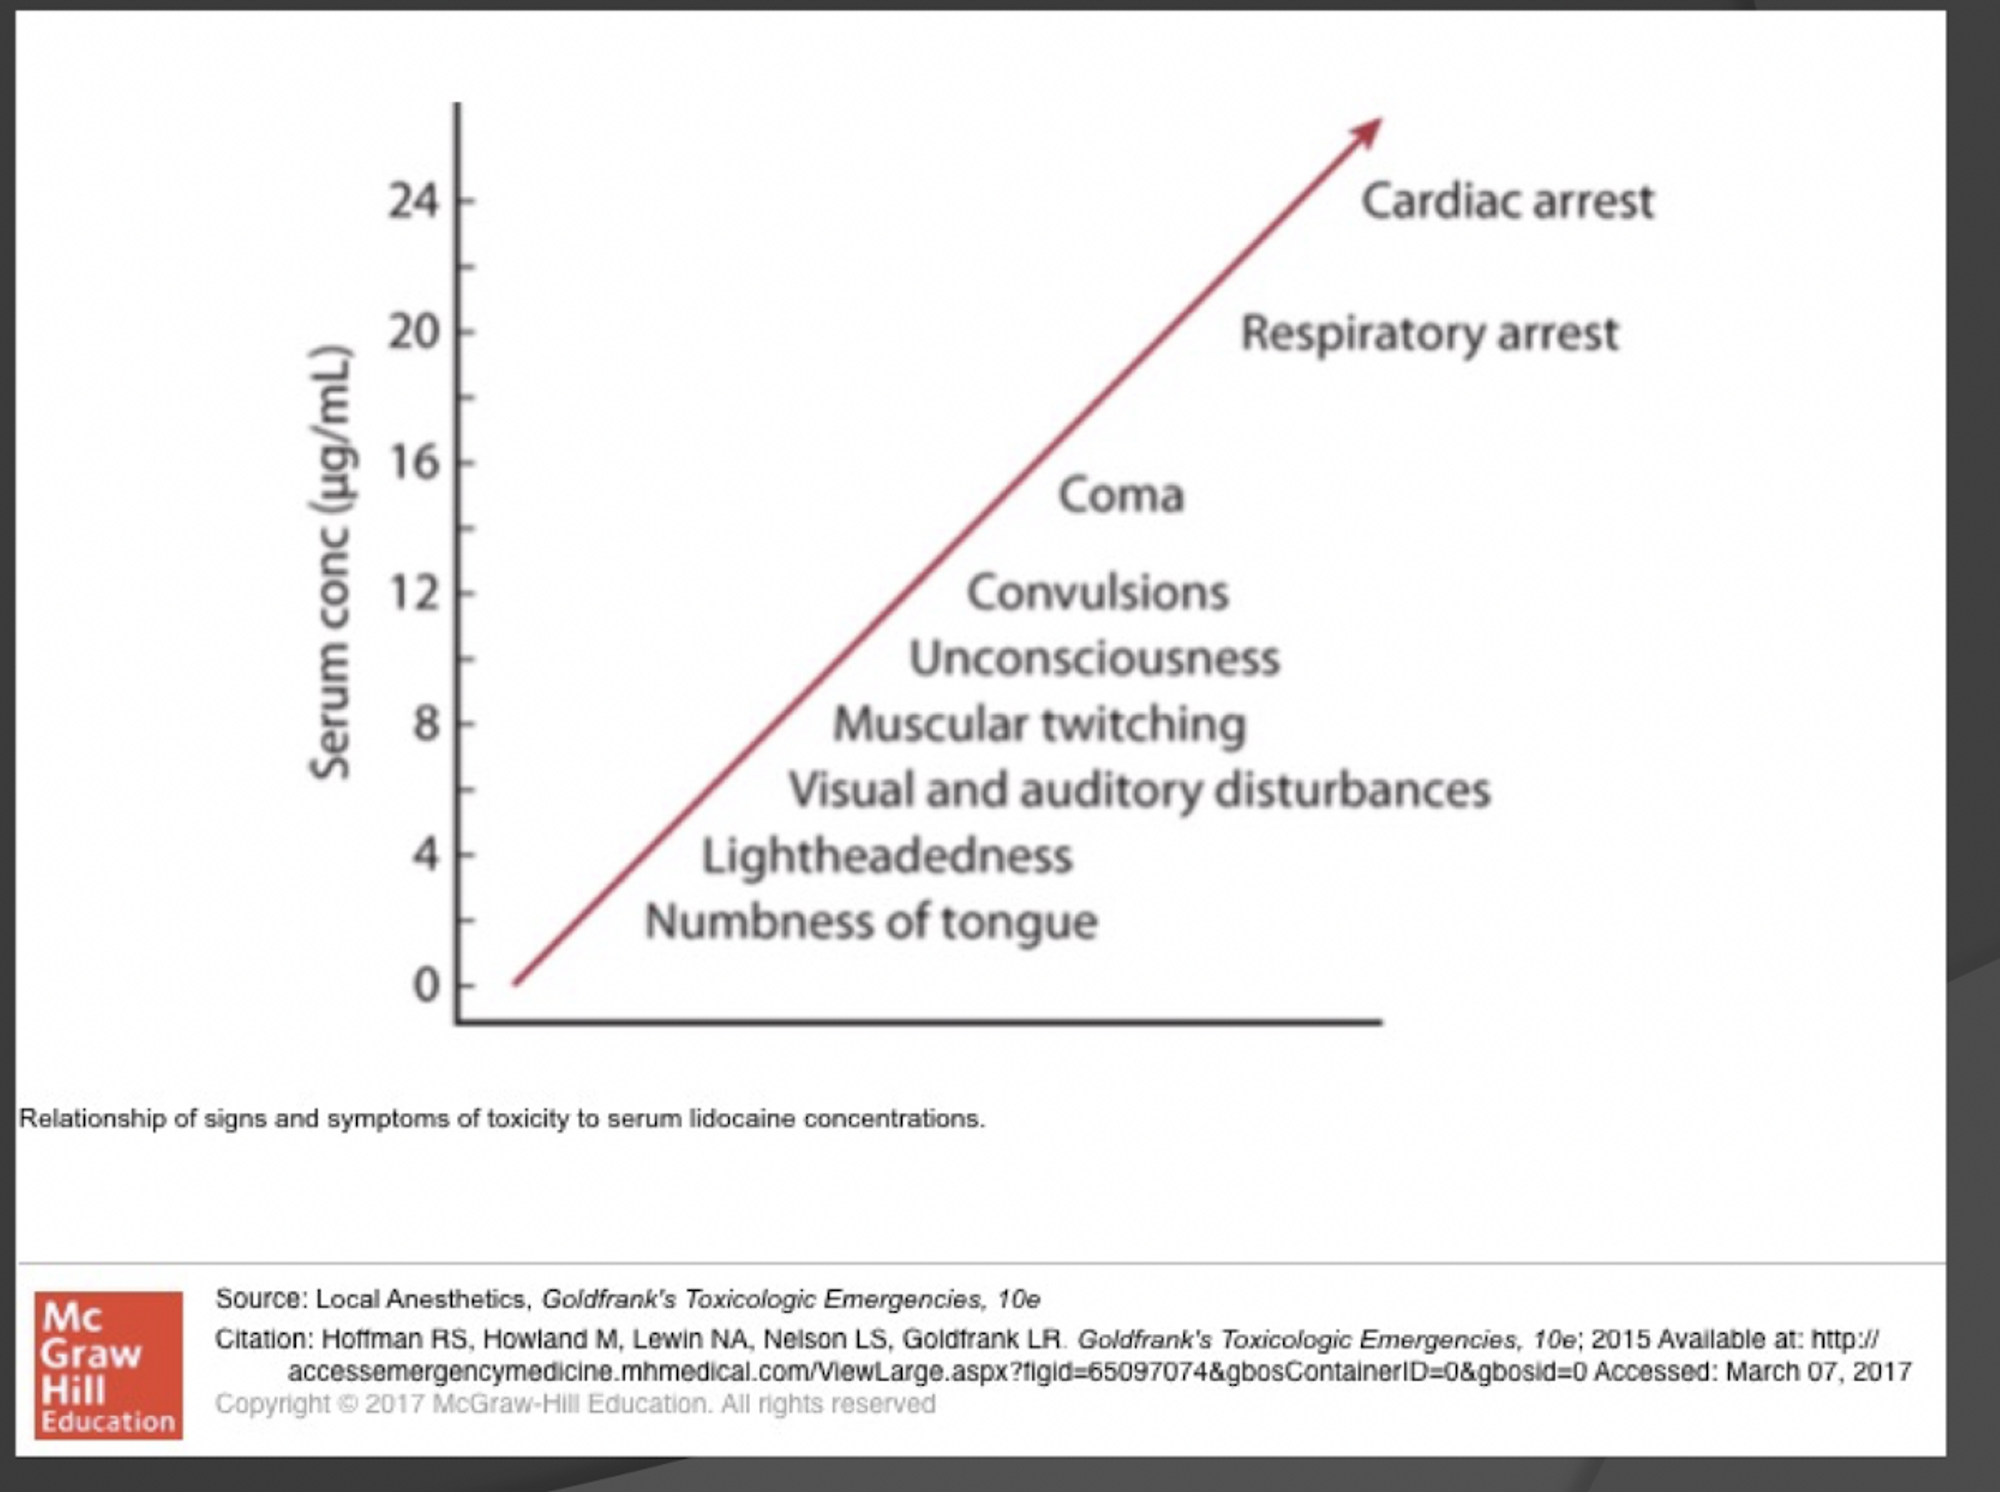 24
20
16
12
8
4
0
Serum conc (µg/mL)
Cardiac arrest
Respiratory arrest
Coma
Convulsions
Unconsciousness
Muscular twitching
Visual and auditory disturbances
Lightheadedness
Numbness of tongue
Relationship of signs and symptoms of toxicity to serum lidocaine concentrations.
Mc
Graw
Hill
Education
Source: Local Anesthetics, Goldfrank's Toxicologic Emergencies, 10e
Citation: Hoffman RS, Howland M, Lewin NA, Nelson LS, Goldfrank LR. Goldfrank's Toxicologic Emergencies, 10e; 2015 Available at: http://
accessemergencymedicine.mhmedical.com/ViewLarge.aspx?figid=65097074&gbosContainerID=0&gbosid=0 Accessed: March 07, 2017
Copyright © 2017 McGraw-Hill Education. All rights reserved